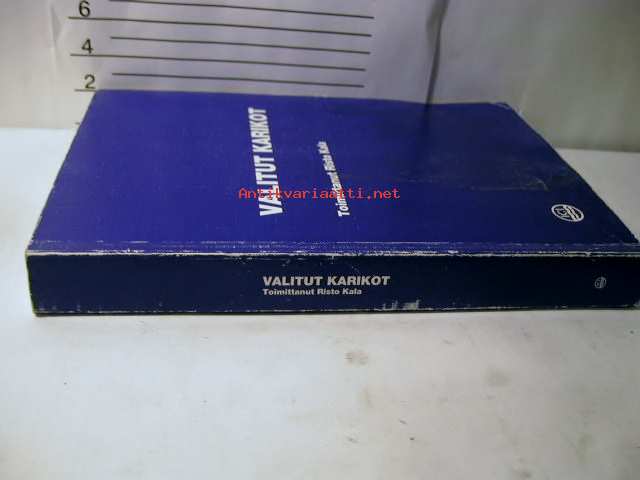 6
4
2
VALITUT KARIKOT
Toimittanut Risto Kala
Antikvariaatti.net
VALITUT KARIKOT
Toimittanut Risto Kala